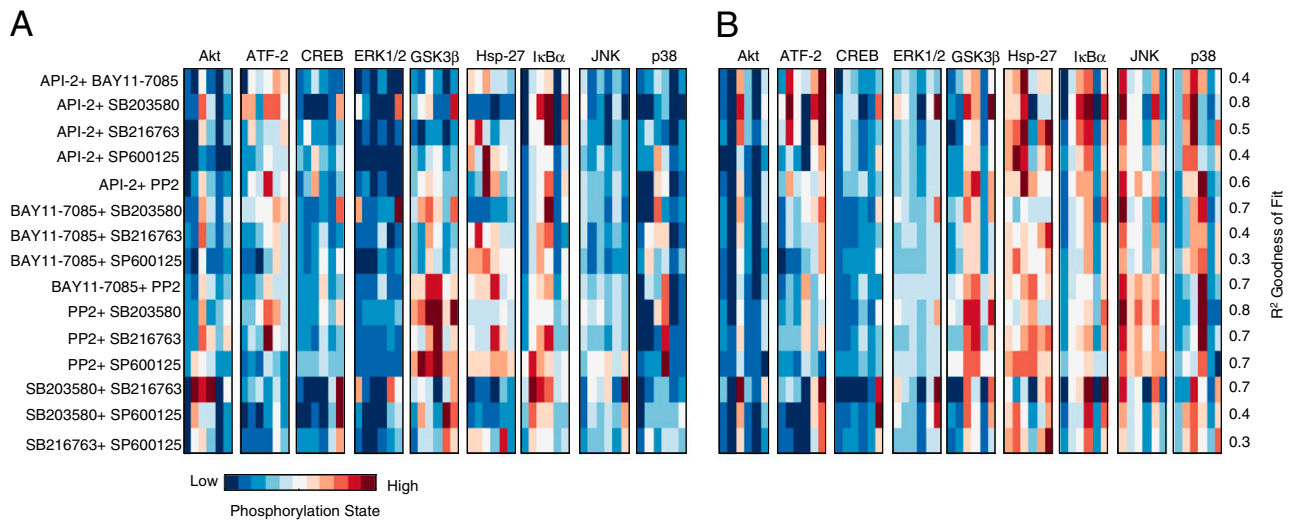 A
B
Akt ATF-2 CREB ERK1/2 GSK3β Hsp-27 IκBα JNK p38
Akt ATF-2 CREB ERK1/2 GSK3β Hsp-27 IκBα JNK p38
API-2+ BAY11-7085
API-2+ SB203580
API-2+ SB216763
API-2+ SP600125
API-2+ PP2
BAY11-7085+ SB203580
BAY11-7085+ SB216763
BAY11-7085+ SP600125
BAY11-7085+ PP2
PP2+ SB203580
PP2+ SB216763
PP2+ SP600125
SB203580+ SB216763
SB203580+ SP600125
SB216763+ SP600125
0.4
0.8
0.5
0.4
0.6
0.7
0.4
0.3
0.7
0.8
0.7
0.7
0.7
0.4
0.3
R² Goodness of Fit
Low High
Phosphorylation State